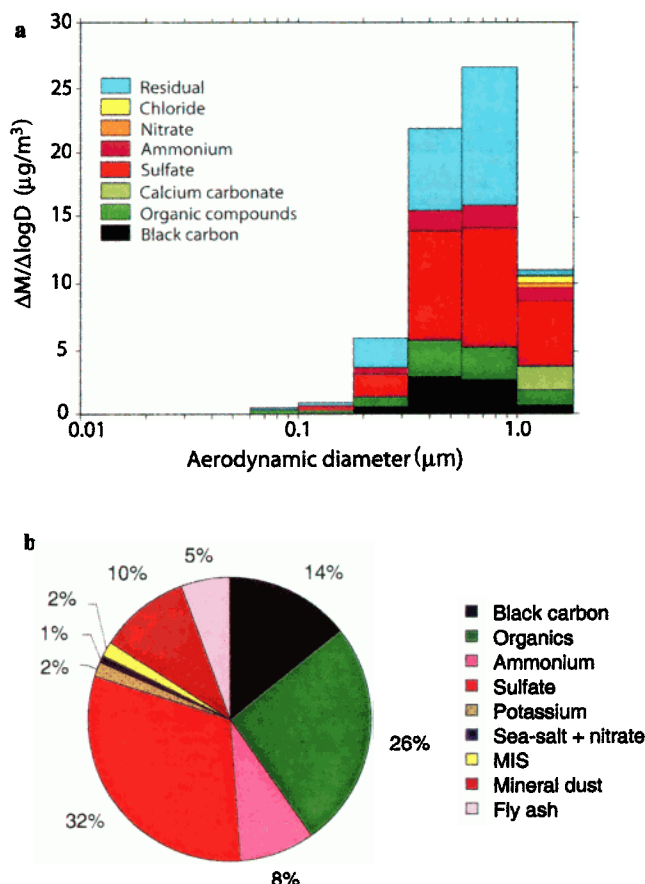 a
30
25
20
15
10
5
0
ΔM/ΔlogD (μg/m³)
Residual
Chloride
Nitrate
Ammonium
Sulfate
Calcium carbonate
Organic compounds
Black carbon
0.01
0.1
1.0
Aerodynamic diameter (μm)
b
5%
10%
14%
2%
1%
2%
26%
32%
8%
Black carbon
Organics
Ammonium
Sulfate
Potassium
Sea-salt + nitrate
MIS
Mineral dust
Fly ash